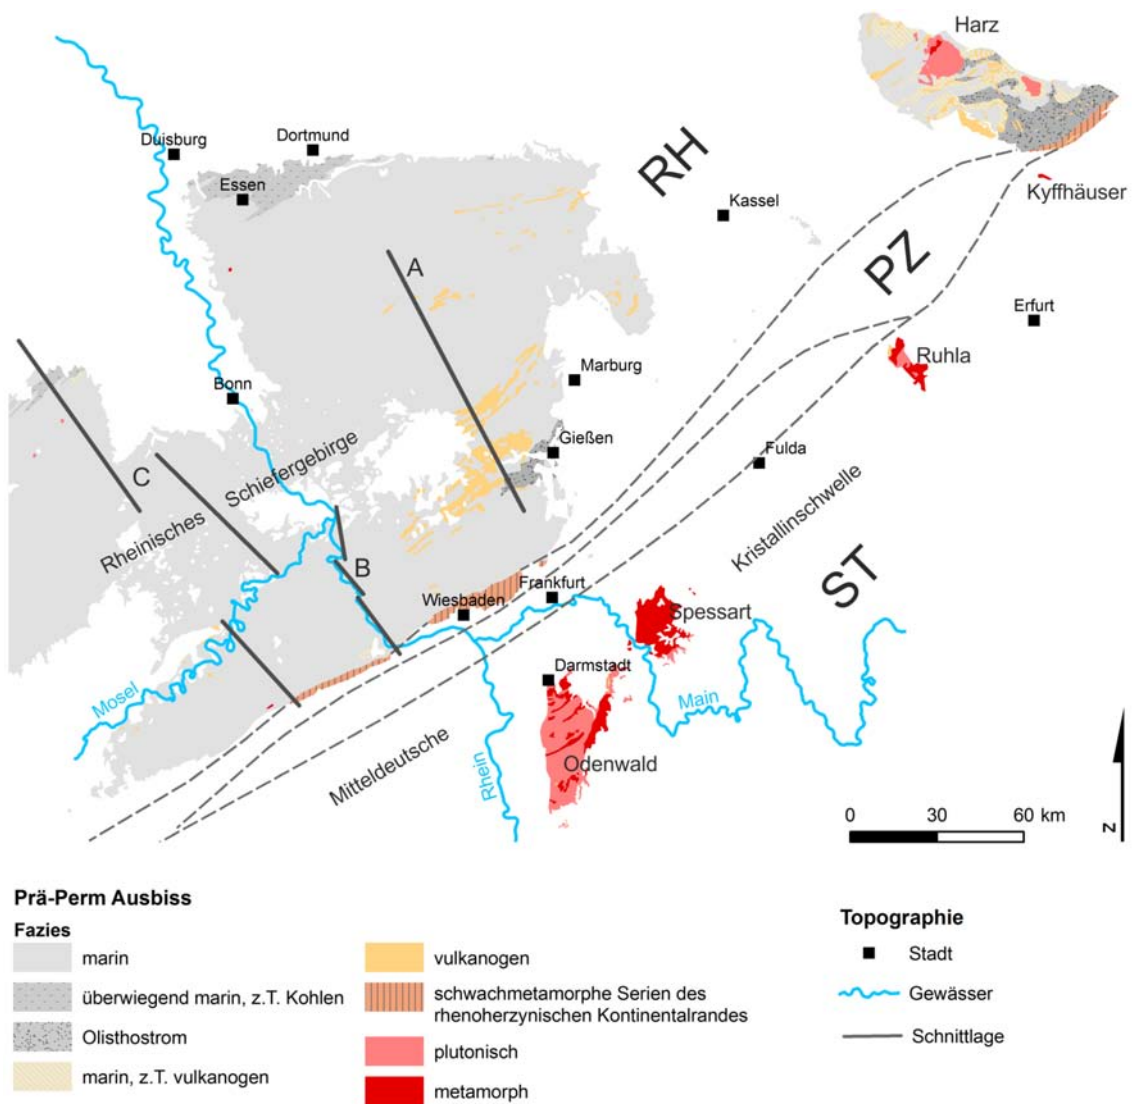 Harz
Duisburg
Dortmund
Essen
RH
Kassel
Kyffhäuser
PZ
A
Erfurt
Ruhla
Marburg
Bonn
Gießen
Fulda
C
Rheinisches Schiefergebirge
Kristallinschwelle
B
ST
Wiesbaden
Frankfurt
Spessart
Darmstadt
Mosel
Main
Mitteldeutsche
Rhein
Odenwald
0 30 60 km
N
Prä-Perm Ausbiss
Fazies
marin
überwiegend marin, z.T. Kohlen
Olisthostrom
marin, z.T. vulkanogen
vulkanogen
schwachmetamorphe Serien des
rhenoherzynischen Kontinentalrandes
plutonisch
metamorph
Topographie
Stadt
Gewässer
Schnittlage